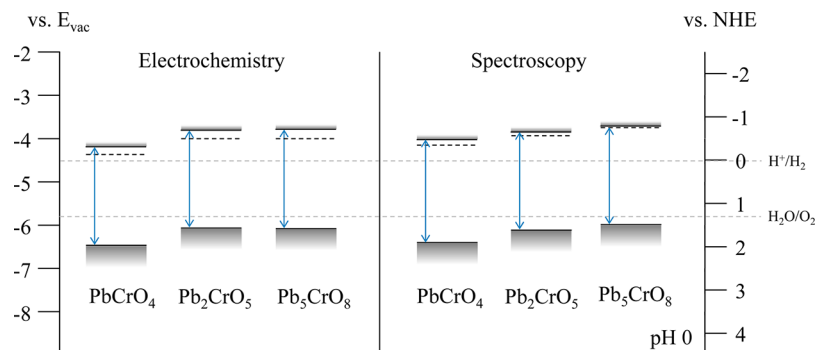 vs. Evac
vs. NHE
Electrochemistry
Spectroscopy
-2
-3
-4
-5
-6
-7
-8
-2
-1
0
1
2
3
4
H⁺/H₂
H₂O/O₂
PbCrO₄
Pb₂CrO₅
Pb₅CrO₈
PbCrO₄
Pb₂CrO₅
Pb₅CrO₈
pH 0